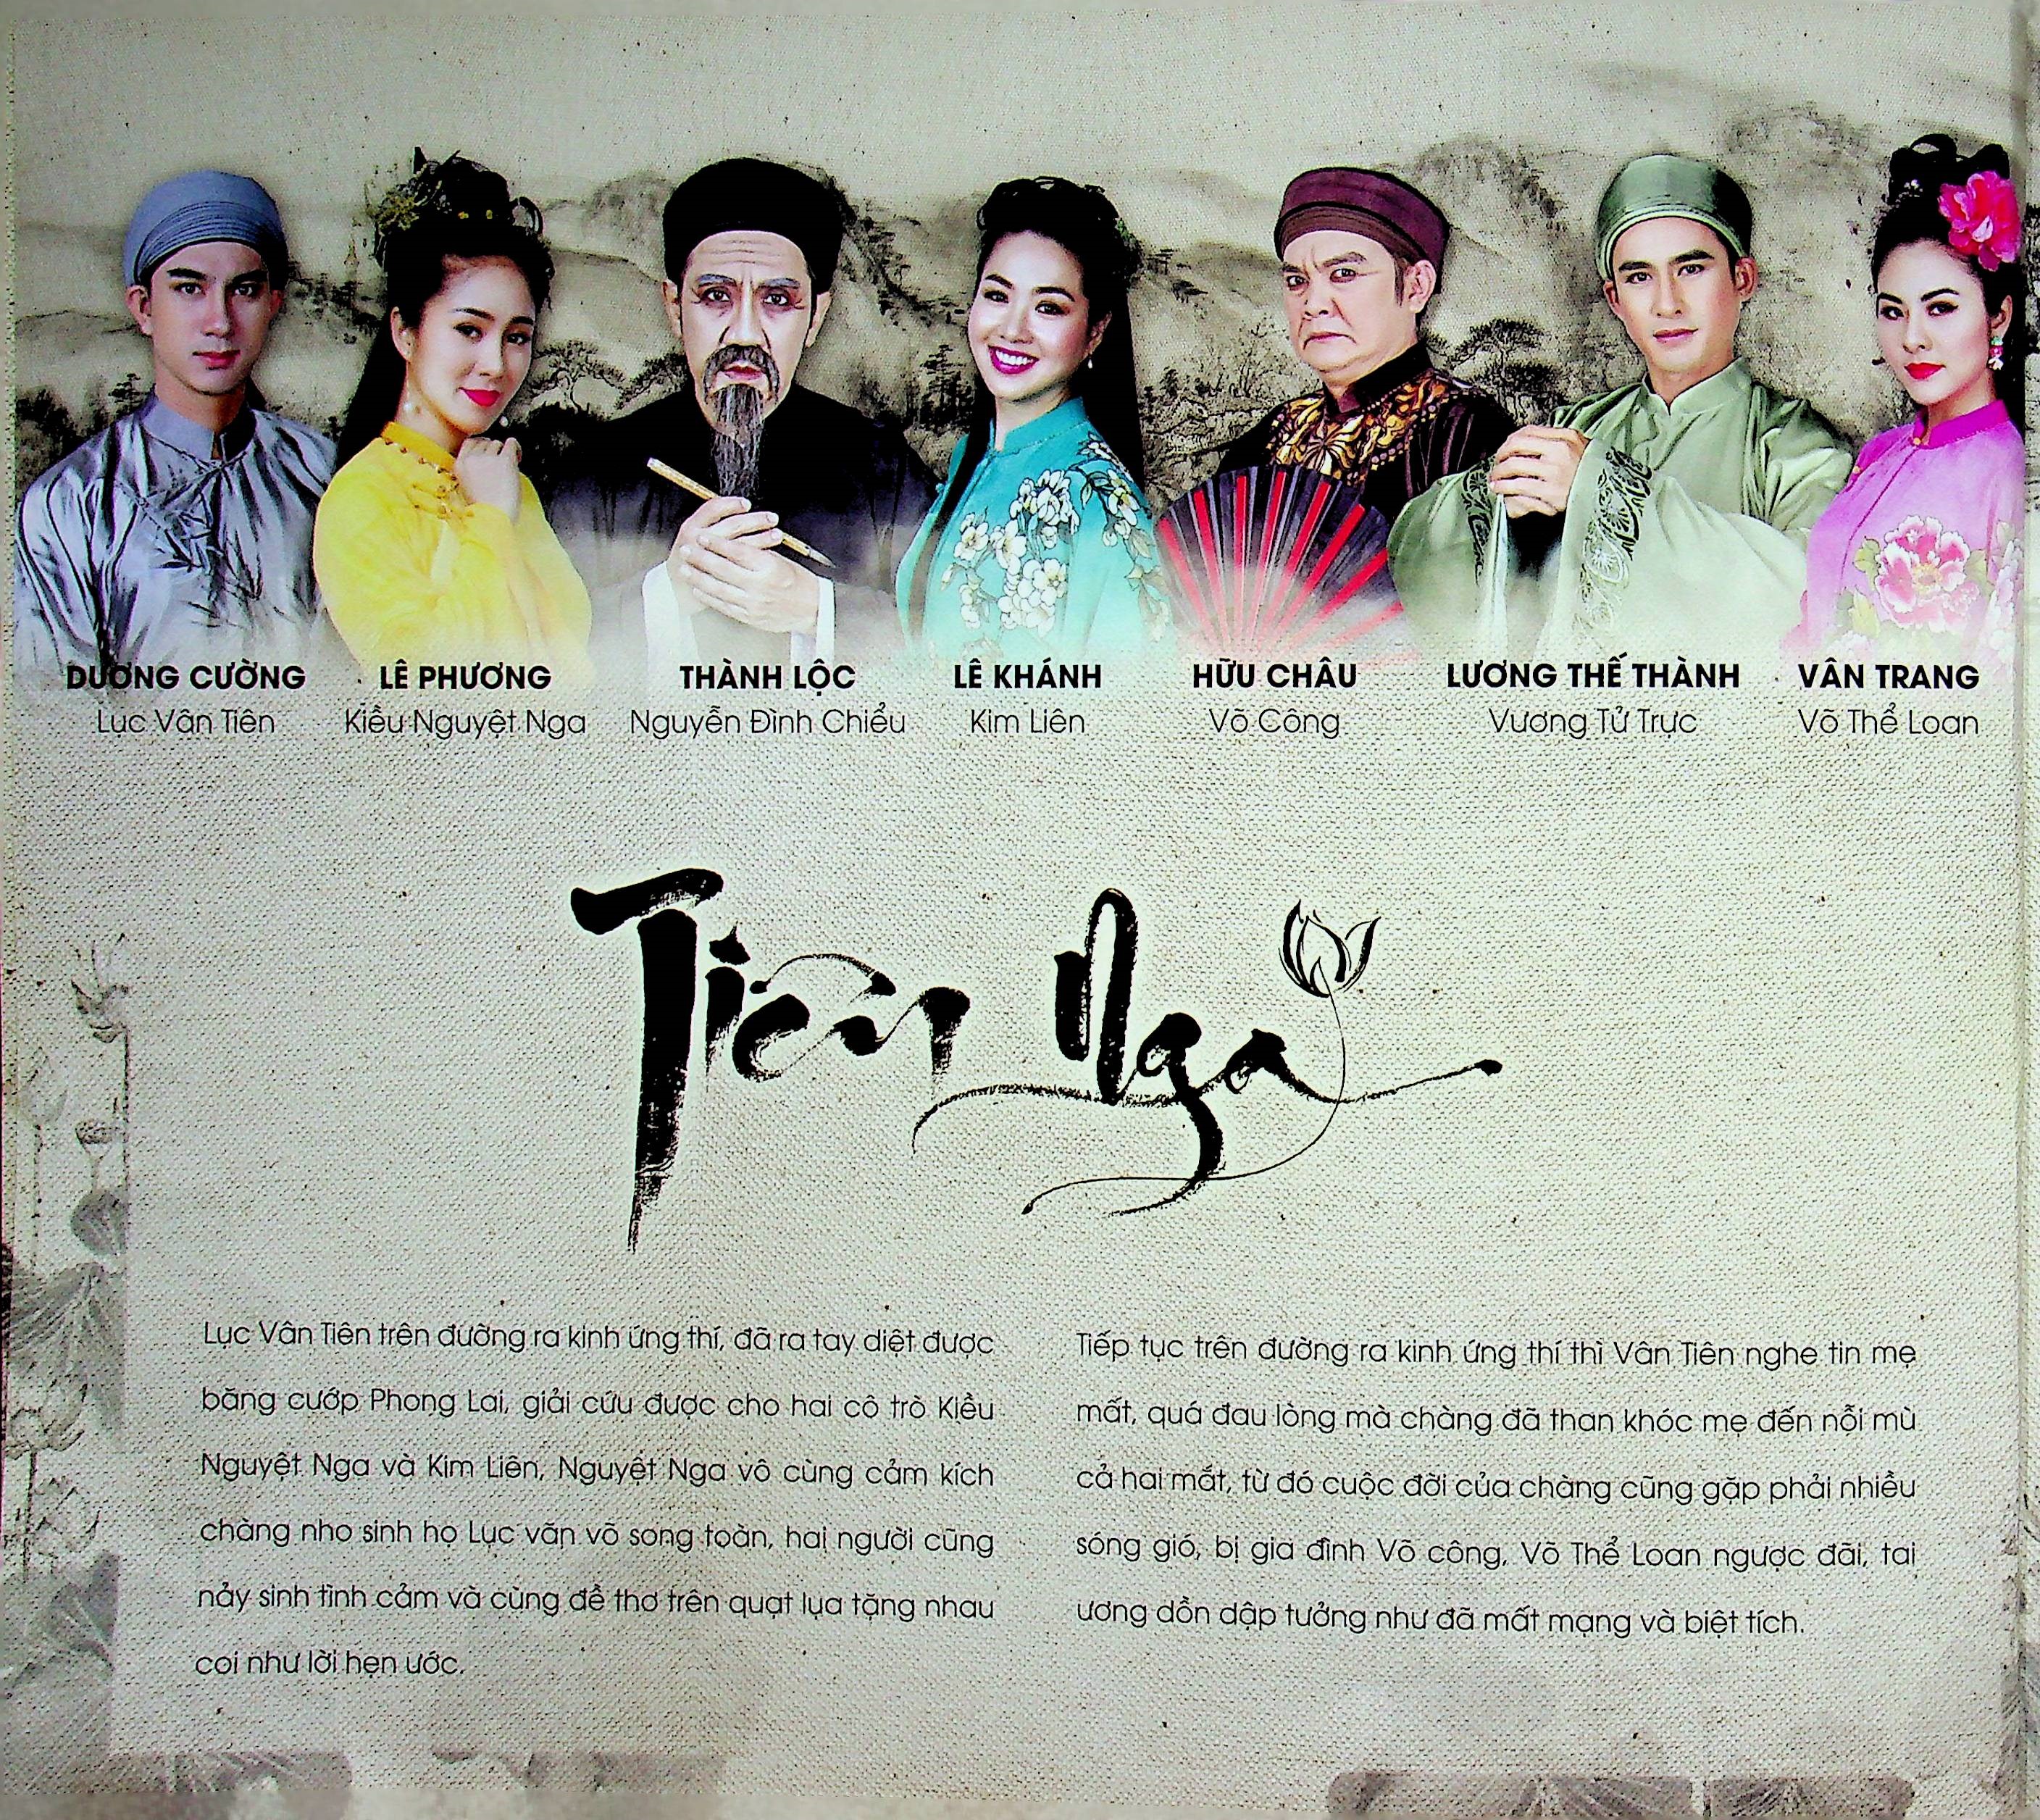 DƯƠNG CƯỜNG LÊ PHƯƠNG THÀNH LỘC LÊ KHÁNH HỮU CHÂU LƯƠNG THẾ THÀNH VÂN TRANG
Lục Vân Tiên Kiều Nguyệt Nga Nguyễn Đình Chiểu Kim Liên Võ Công Vương Tử Trực Võ Thể Loan
Tiên Nga
Lục Vân Tiên trên đường ra kinh ứng thí, đã ra tay diệt được
băng cướp Phong Lai, giải cứu được cho hai cô trò Kiều
Nguyệt Nga và Kim Liên, Nguyệt Nga vô cùng cảm kích
chàng nho sinh họ Lục văn võ song toàn, hai người cũng
nảy sinh tình cảm và cùng đề thơ trên quạt lụa tặng nhau
coi như lời hẹn ước.
Tiếp tục trên đường ra kinh ứng thí thì Vân Tiên nghe tin mẹ
mất, quá đau lòng mà chàng đã than khóc mẹ đến nỗi mù
cả hai mắt, từ đó cuộc đời của chàng cũng gặp phải nhiều
sóng gió, bị gia đình Võ công, Võ Thể Loan ngược đãi, tai
ương dồn dập tưởng như đã mất mạng và biệt tích.